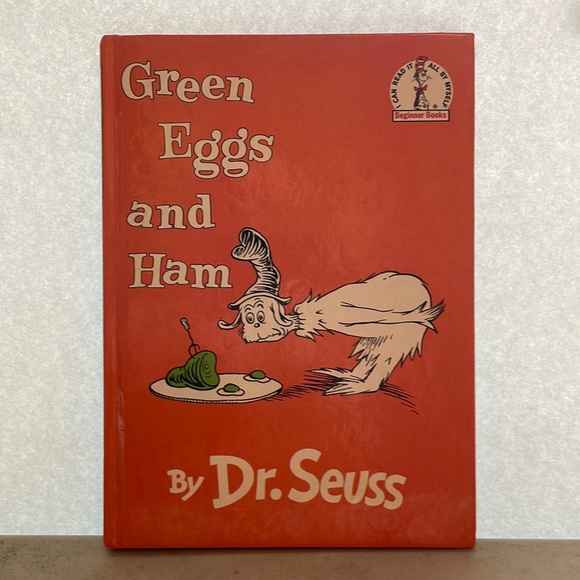 Green
Eggs
and
Ham
I CAN READ IT ALL BY MYSELF
Beginner Books
By Dr. Seuss